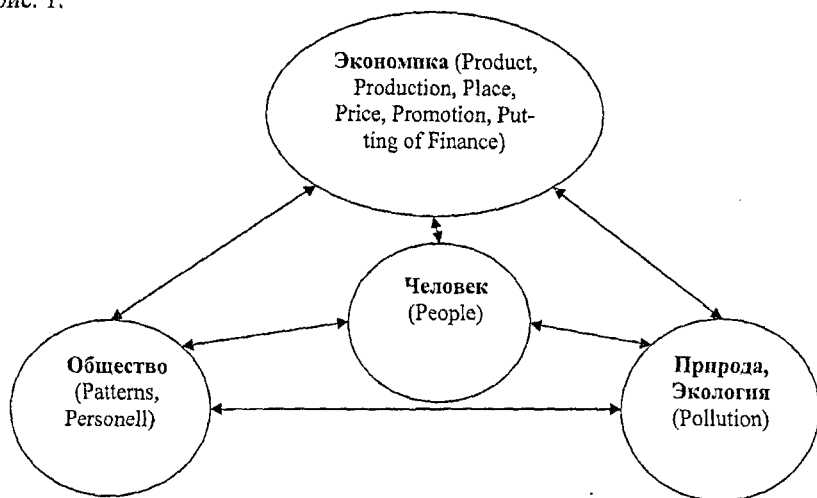 рис. 1.
Экономика (Product,
Production, Place,
Price, Promotion, Put-
ting of Finance)
Человек
(People)
Общество
(Patterns,
Personell)
Природа,
Экология
(Pollution)